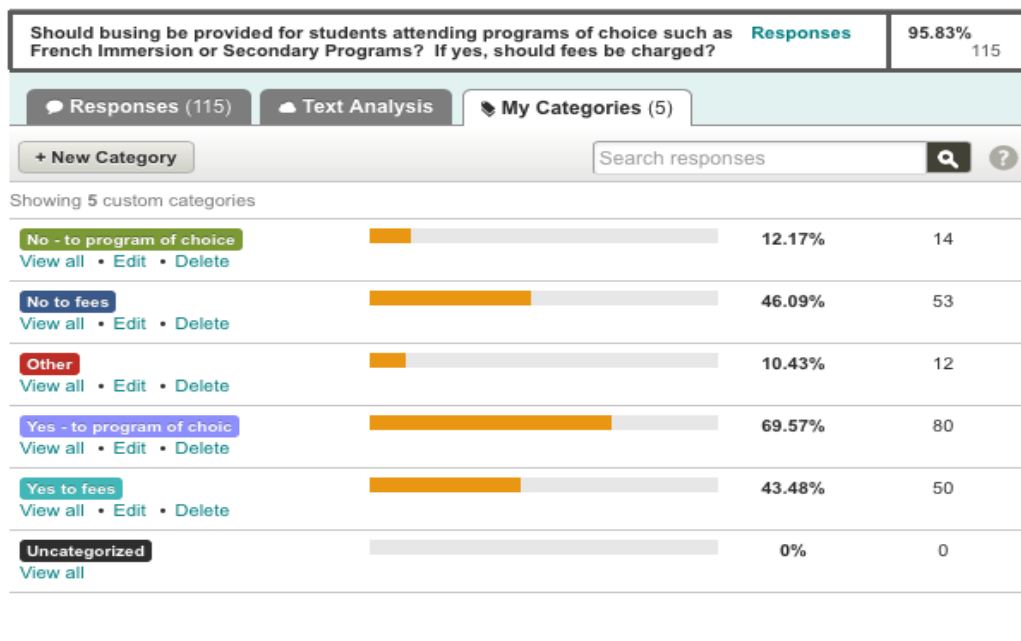 Should busing be provided for students attending programs of choice such as Responses 95.83%
French Immersion or Secondary Programs? If yes, should fees be charged? 115
Responses (115) Text Analysis My Categories (5)
+ New Category Search responses ?
Showing 5 custom categories
No - to program of choice 12.17% 14
View all • Edit • Delete
No to fees 46.09% 53
View all • Edit • Delete
Other 10.43% 12
View all • Edit • Delete
Yes - to program of choic 69.57% 80
View all • Edit • Delete
Yes to fees 43.48% 50
View all • Edit • Delete
Uncategorized 0% 0
View all